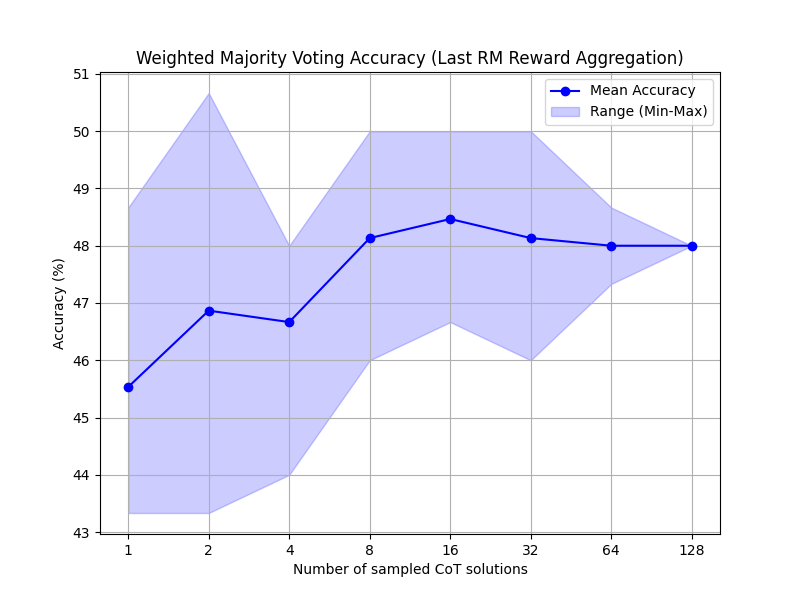 Weighted Majority Voting Accuracy (Last RM Reward Aggregation)
Mean Accuracy
Range (Min-Max)
Accuracy (%)
51
50
49
48
47
46
45
44
43
1 2 4 8 16 32 64 128
Number of sampled CoT solutions